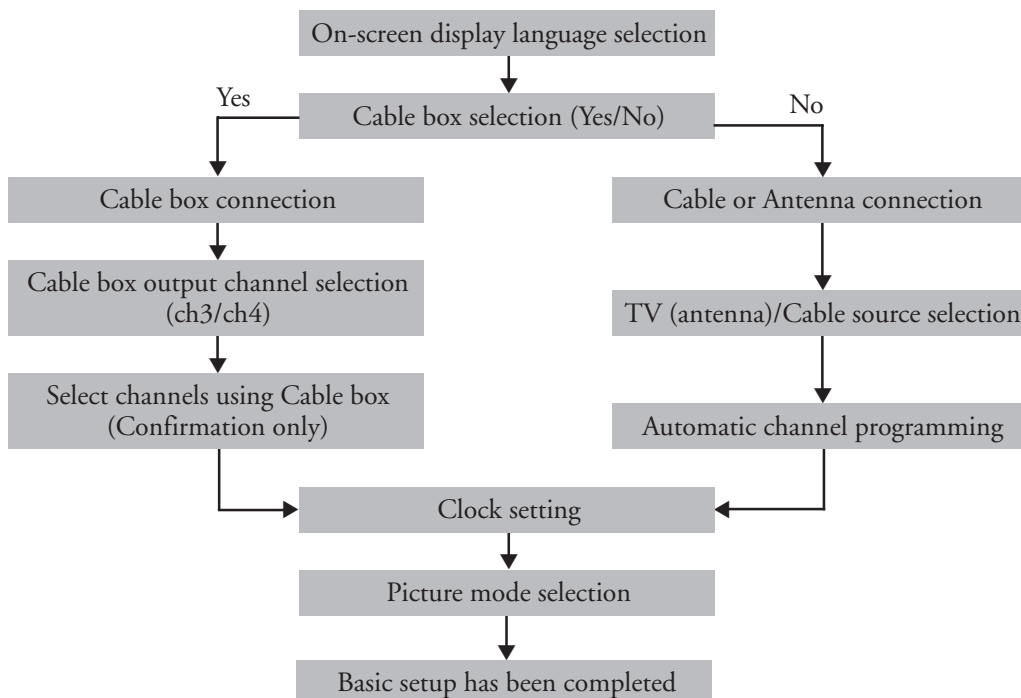 On-screen display language selection
Yes
Cable box selection (Yes/No)
No
Cable box connection
Cable or Antenna connection
Cable box output channel selection
(ch3/ch4)
TV (antenna)/Cable source selection
Select channels using Cable box
(Confirmation only)
Automatic channel programming
Clock setting
Picture mode selection
Basic setup has been completed